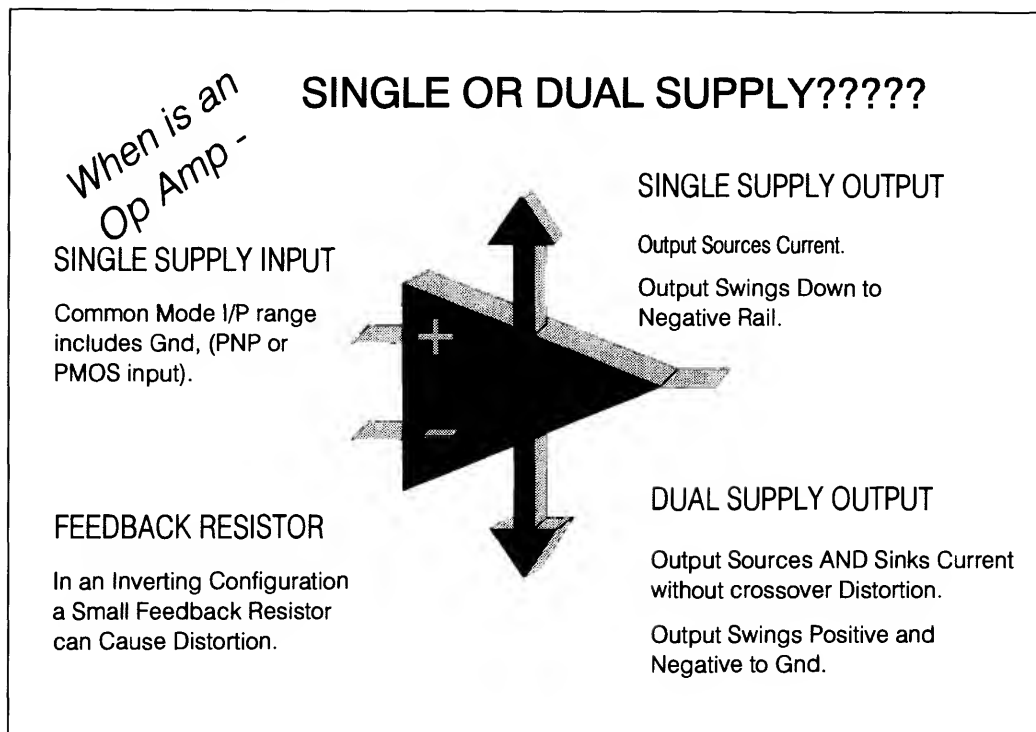 When is an
Op Amp -
SINGLE OR DUAL SUPPLY?????
SINGLE SUPPLY INPUT
Common Mode I/P range
includes Gnd, (PNP or
PMOS input).
SINGLE SUPPLY OUTPUT
Output Sources Current.
Output Swings Down to
Negative Rail.
+
-
FEEDBACK RESISTOR
In an Inverting Configuration
a Small Feedback Resistor
can Cause Distortion.
DUAL SUPPLY OUTPUT
Output Sources AND Sinks Current
without crossover Distortion.
Output Swings Positive and
Negative to Gnd.